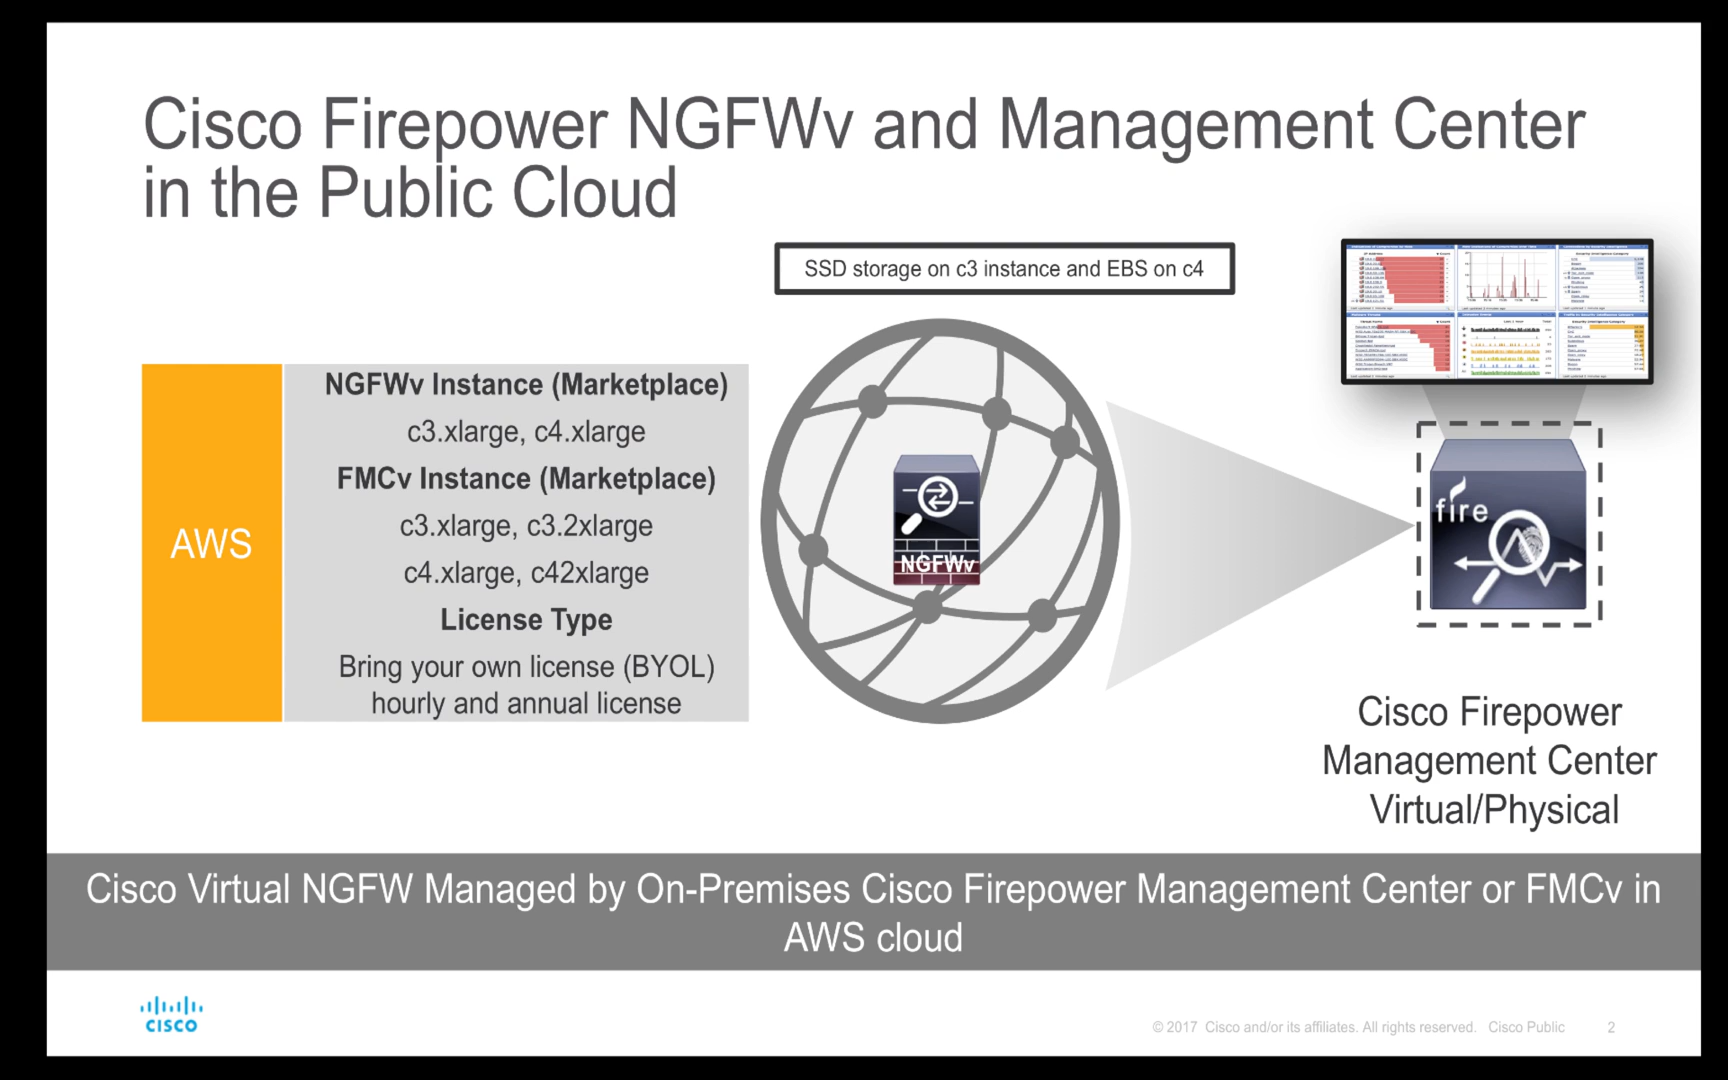 Cisco Firepower NGFWv and Management Center
in the Public Cloud
SSD storage on c3 instance and EBS on c4
AWS
NGFWv Instance (Marketplace)
c3.xlarge, c4.xlarge
FMCv Instance (Marketplace)
c3.xlarge, c3.2xlarge
c4.xlarge, c42xlarge
License Type
Bring your own license (BYOL)
hourly and annual license
NGFWv
fire
Cisco Firepower
Management Center
Virtual/Physical
Cisco Virtual NGFW Managed by On-Premises Cisco Firepower Management Center or FMCv in
AWS cloud
CISCO
© 2017 Cisco and/or its affiliates. All rights reserved. Cisco Public
2